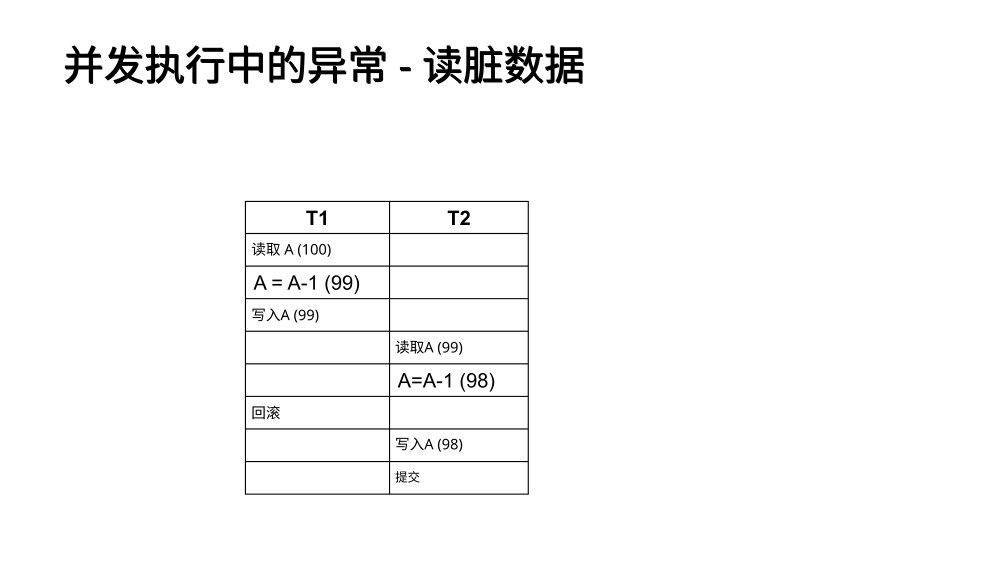 并发执行中的异常 - 读脏数据
T1 T2
读取 A (100)
A = A-1 (99)
写入A (99)
读取A (99)
A=A-1 (98)
回滚
写入A (98)
提交